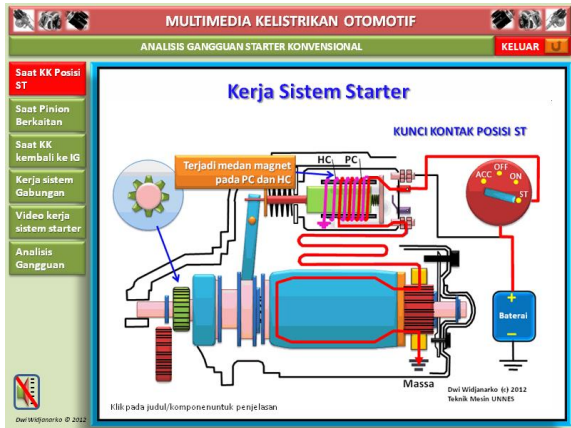 MULTIMEDIA KELISTRIKAN OTOMOTIF
ANALISIS GANGGUAN STARTER KONVENSIONAL
KELUAR
Saat KK Posisi
ST
Saat Pinion
Berkaitan
Saat KK
kembali ke IG
Kerja sistem
Gabungan
Video kerja
sistem starter
Analisis
Gangguan
Kerja Sistem Starter
KUNCI KONTAK POSISI ST
Terjadi medan magnet
pada PC dan HC
HC
PC
ACC
OFF
ON
ST
+
Baterai
−
Massa
Dwi Widjanarko (c) 2012
Teknik Mesin UNNES
Klik pada judul/komponenuntuk penjelasan
Dwi Widjanarko © 2012